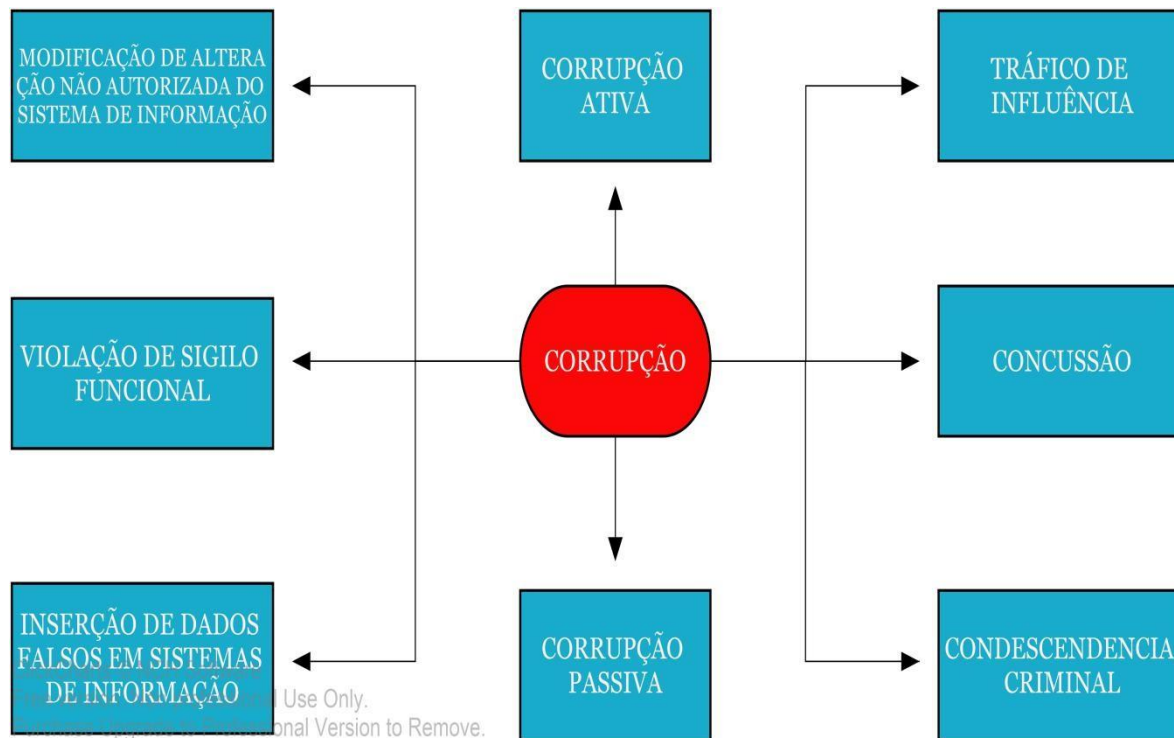 MODIFICAÇÃO DE ALTERA
ÇÃO NÃO AUTORIZADA DO
SISTEMA DE INFORMAÇÃO
CORRUPÇÃO
ATIVA
TRÁFICO DE
INFLUÊNCIA
VIOLAÇÃO DE SIGILO
FUNCIONAL
CORRUPÇÃO
CONCUSSÃO
INSERÇÃO DE DADOS
FALSOS EM SISTEMAS
DE INFORMAÇÃO
CORRUPÇÃO
PASSIVA
CONDESCENDENCIA
CRIMINAL
Use Only.
to Professional Version to Remove.